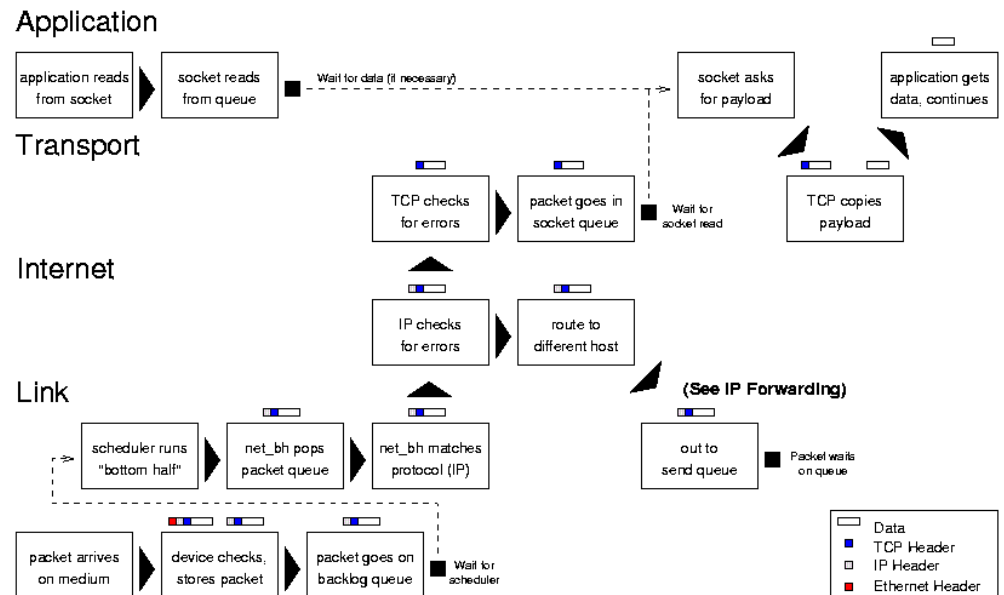 Application
application reads
from socket
socket reads
from queue
Wait for data (if necessary)
socket asks
for payload
application gets
data, continues
Transport
TCP checks
for errors
packet goes in
socket queue
Wait for
socket read
TCP copies
payload
Internet
IP checks
for errors
route to
different host
Link
(See IP Forwarding)
scheduler runs
"bottom half"
net_bh pops
packet queue
net_bh matches
protocol (IP)
out to
send queue
Packet waits
on queue
packet arrives
on medium
device checks,
stores packet
packet goes on
backlog queue
Wait for
scheduler
Data
TCP Header
IP Header
Ethernet Header